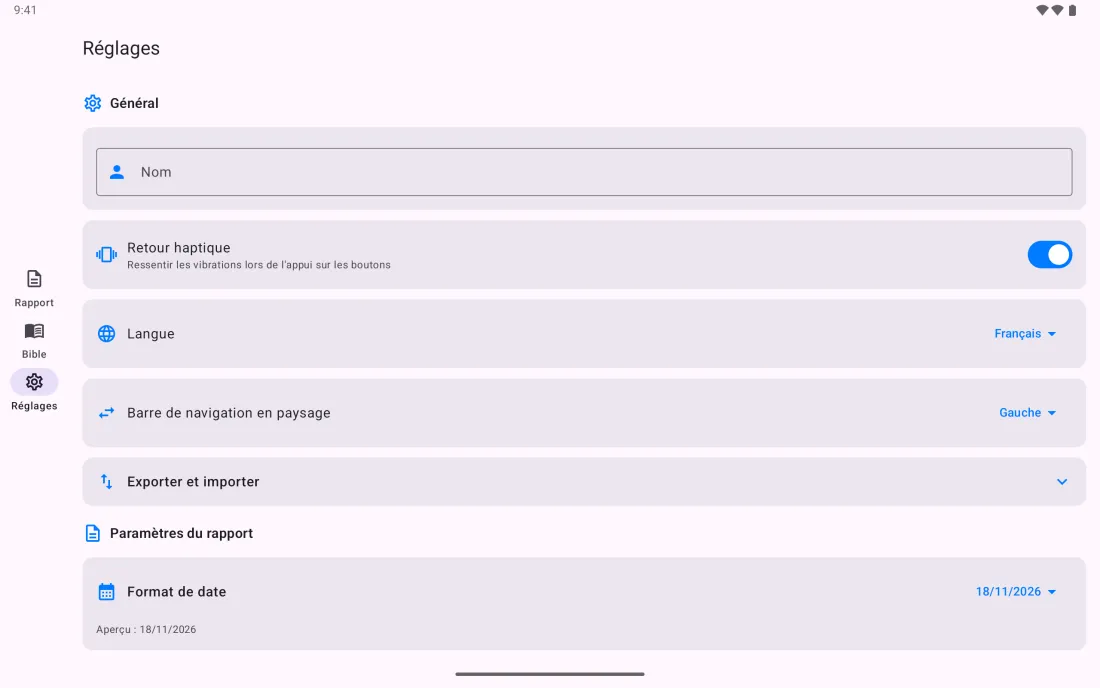 9:41
Réglages
Général
Nom
Retour haptique
Ressentir les vibrations lors de l'appui sur les boutons
Rapport
Langue
Français
Bible
Réglages
Barre de navigation en paysage
Gauche
Exporter et importer
Paramètres du rapport
Format de date
18/11/2026
Aperçu : 18/11/2026